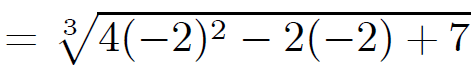 = ∛(4(−2)² − 2(−2) + 7)